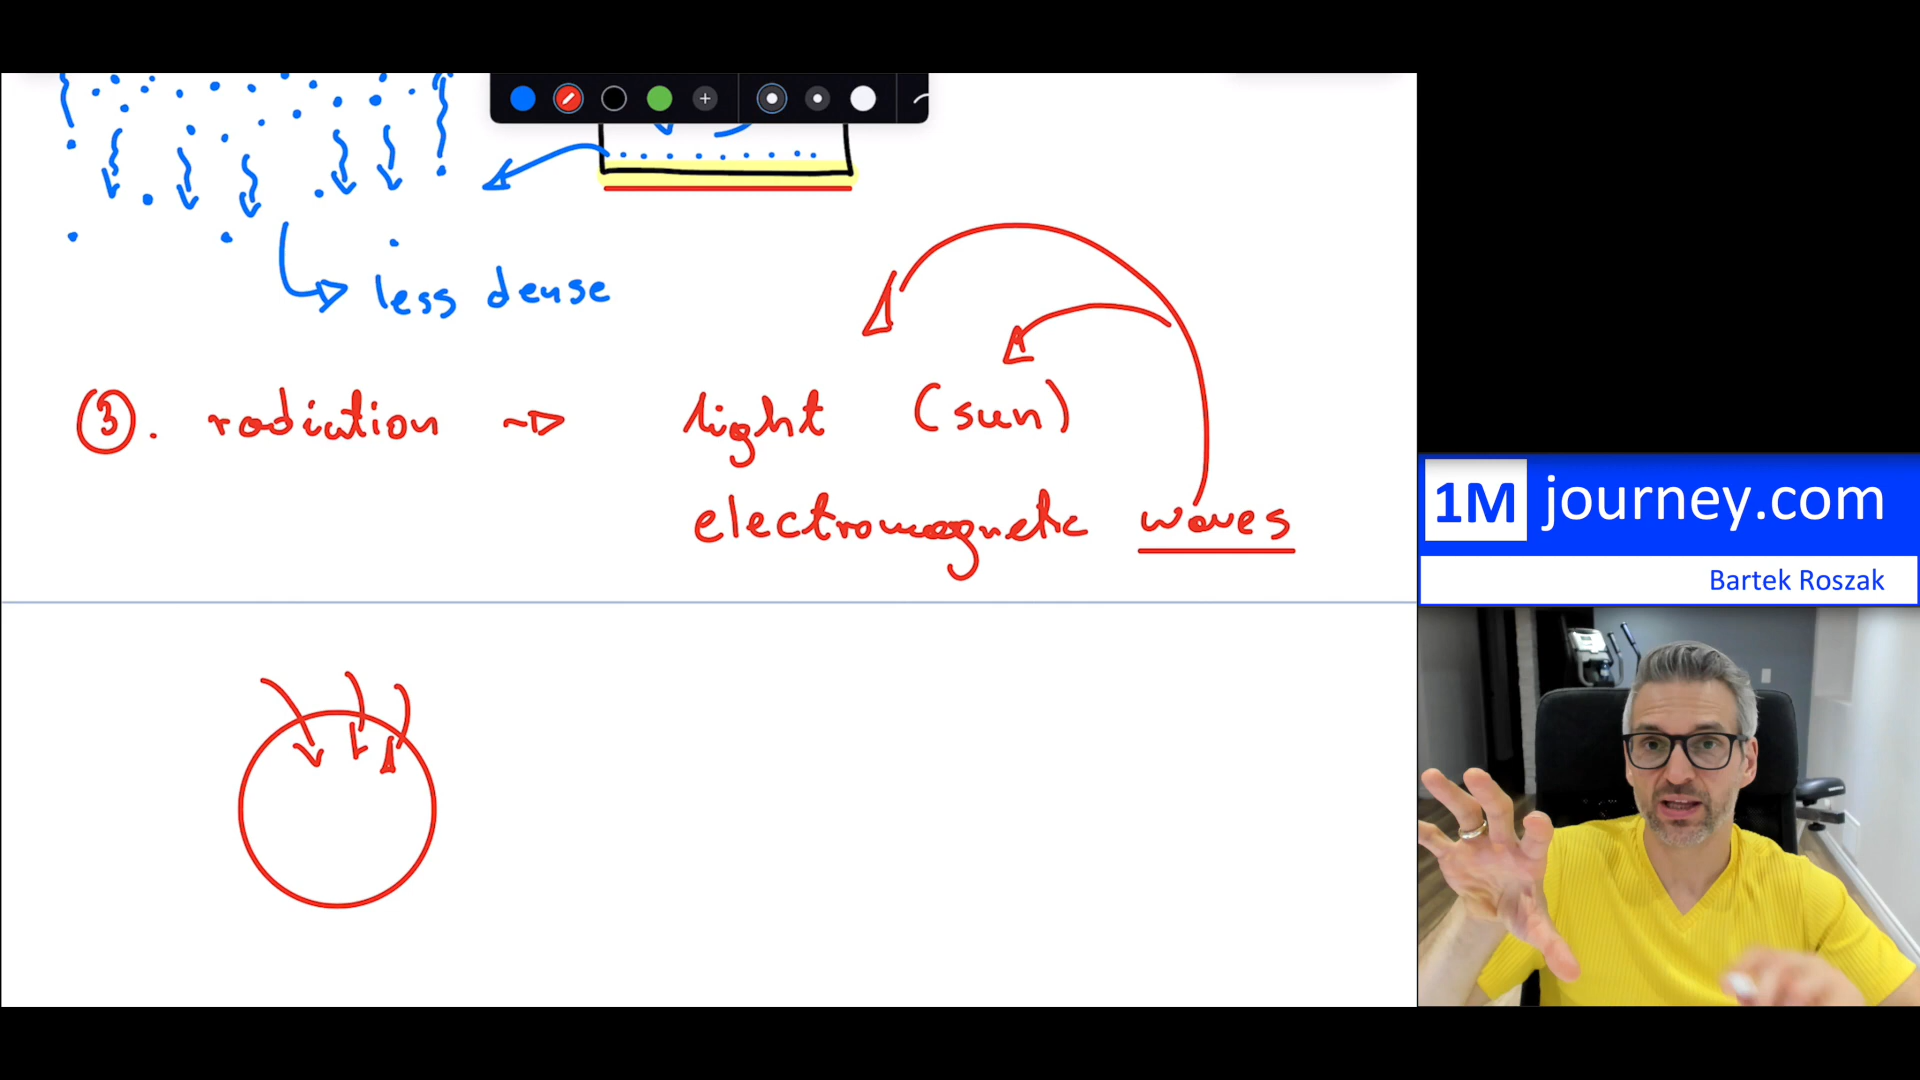 less dense
3. radiation → light (sun)
electromagnetic waves
1M journey.com
Bartek Roszak